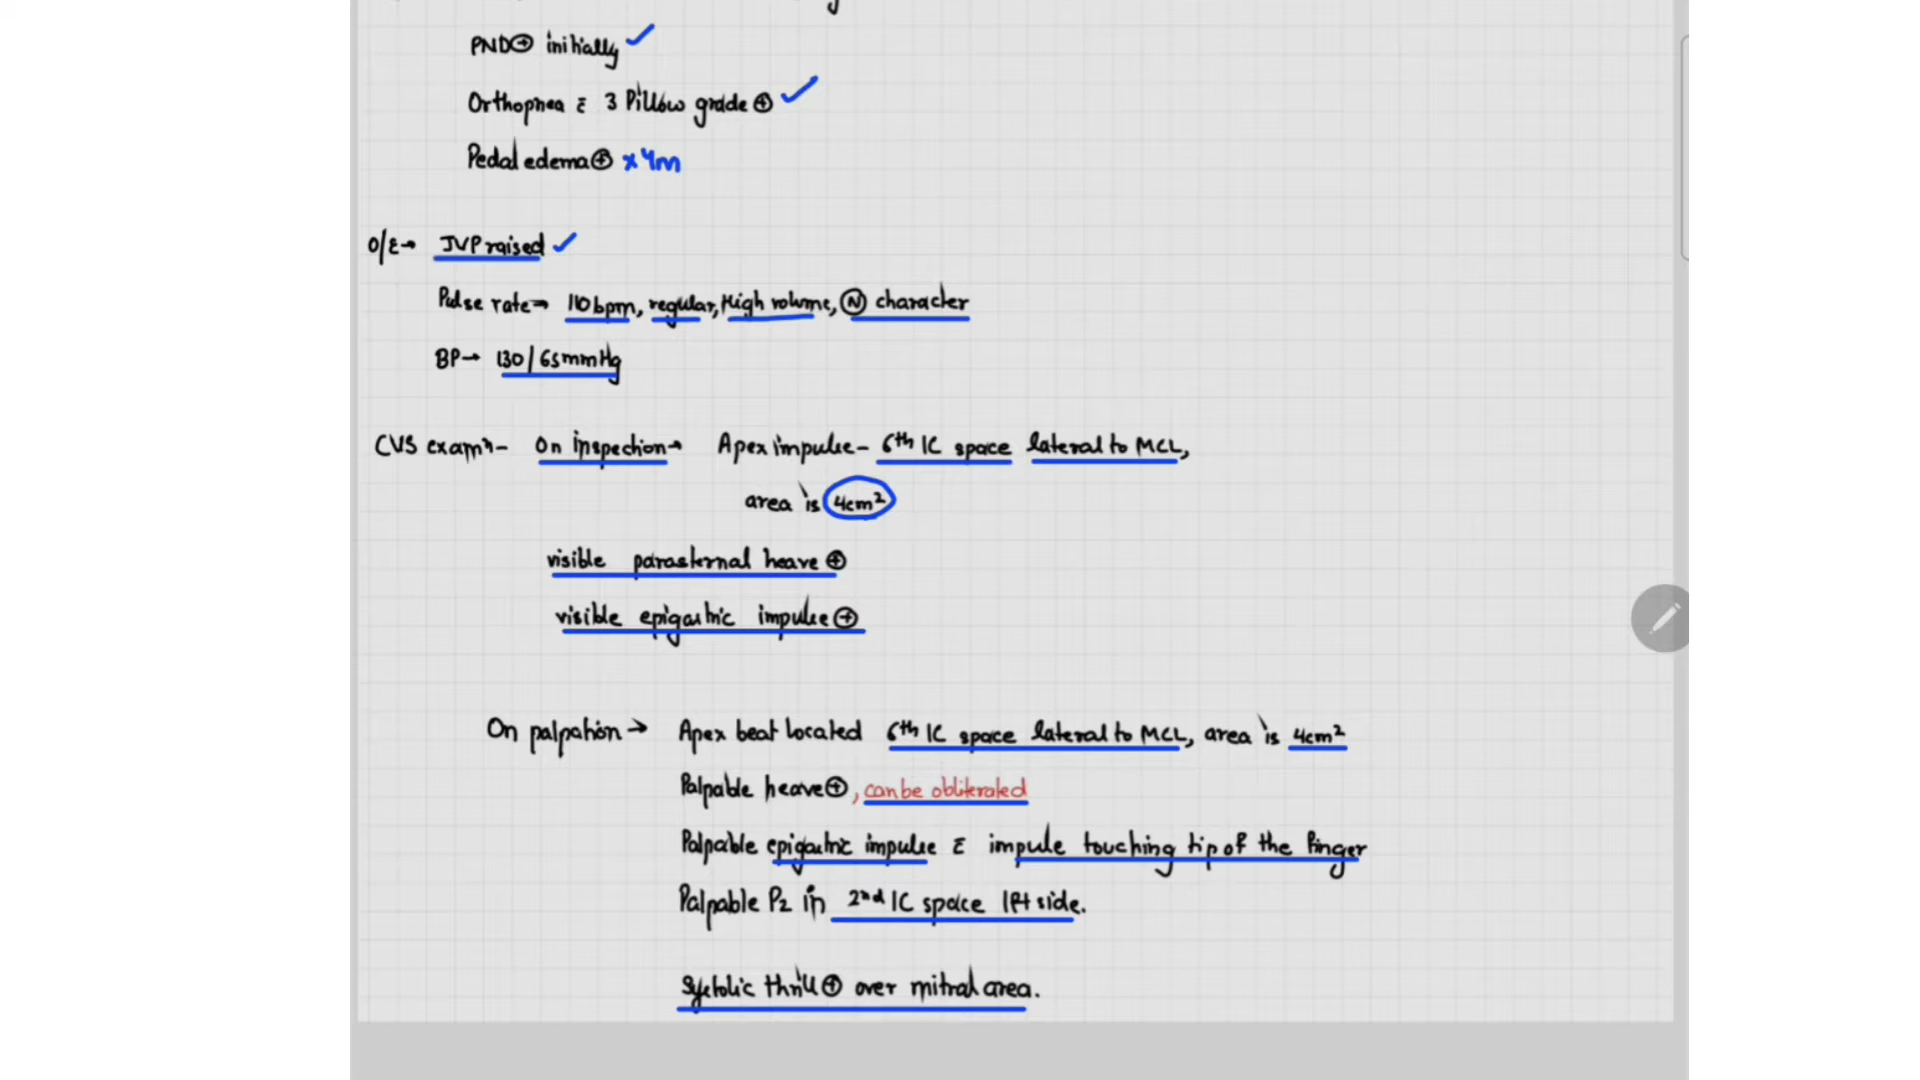 PND⊕ initially ✓
Orthopnea c̄ 3 Pillow grade ⊕ ✓
Pedal edema ⊕ x4m
O/E→ JVP raised ✓
Pulse rate→ 110bpm, regular, High volume, Ⓝ character
BP→ 130/65mmHg
CVS examⁿ- On inspection→ Apex impulse- 6th IC space lateral to MCL,
area is 4cm²
visible parasternal heave ⊕
visible epigastric impulse ⊕
On palpation→ Apex beat located 6th IC space lateral to MCL, area is 4cm²
Palpable heave⊕, can be obliterated
Palpable epigastric impulse c̄ impule touching tip of the finger
Palpable P2 in 2nd IC space lft side.
Systolic thrill ⊕ over mitral area.